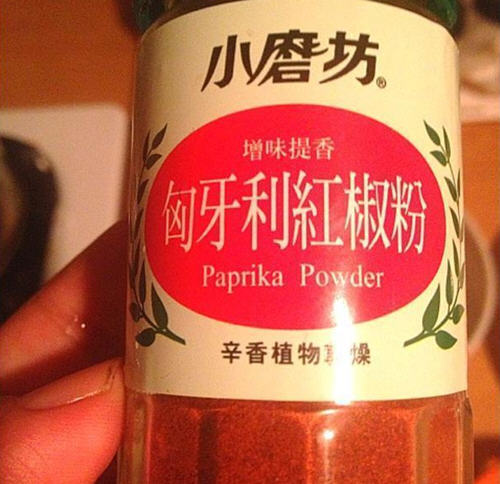 小磨坊®
增味提香
匈牙利紅椒粉
Paprika Powder
辛香植物乾燥